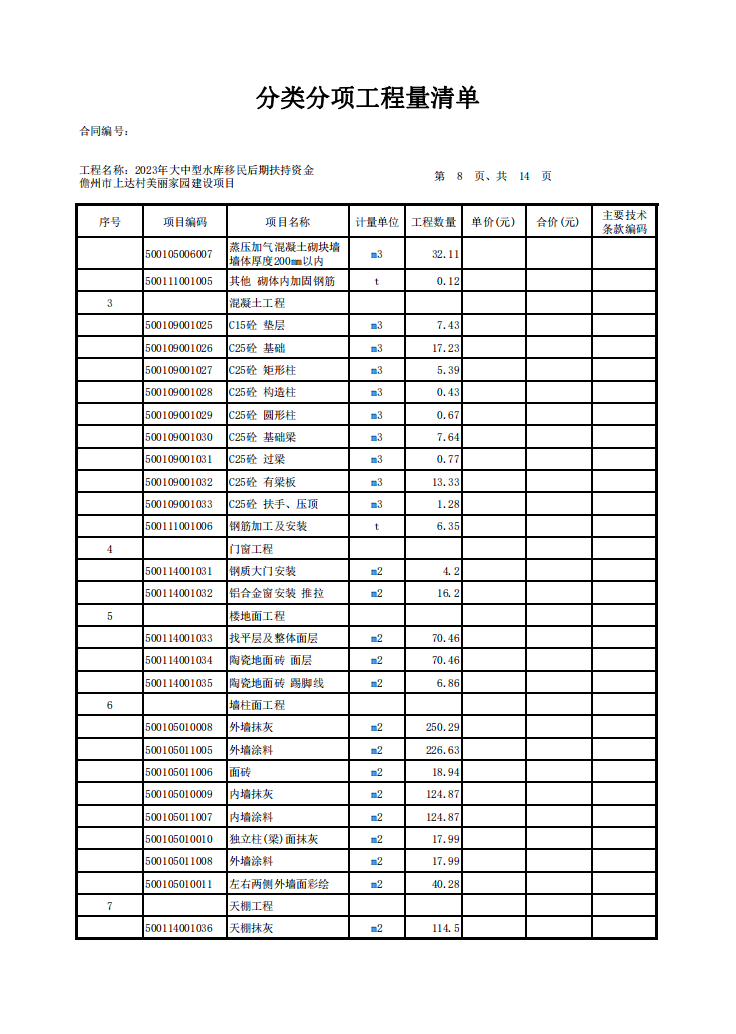 分类分项工程量清单
合同编号：
工程名称：2023年大中型水库移民后期扶持资金
儋州市上达村美丽家园建设项目
第 8 页、共 14 页
序号 项目编码 项目名称 计量单位 工程数量 单价(元) 合价(元) 主要技术
条款编码
500105006007 蒸压加气混凝土砌块墙
墙体厚度200mm以内 m3 32.11
500111001005 其他 砌体内加固钢筋 t 0.12
3 混凝土工程
500109001025 C15砼 垫层 m3 7.43
500109001026 C25砼 基础 m3 17.23
500109001027 C25砼 矩形柱 m3 5.39
500109001028 C25砼 构造柱 m3 0.43
500109001029 C25砼 圆形柱 m3 0.67
500109001030 C25砼 基础梁 m3 7.64
500109001031 C25砼 过梁 m3 0.77
500109001032 C25砼 有梁板 m3 13.33
500109001033 C25砼 扶手、压顶 m3 1.28
500111001006 钢筋加工及安装 t 6.35
4 门窗工程
500114001031 钢质大门安装 m2 4.2
500114001032 铝合金窗安装 推拉 m2 16.2
5 楼地面工程
500114001033 找平层及整体面层 m2 70.46
500114001034 陶瓷地面砖 面层 m2 70.46
500114001035 陶瓷地面砖 踢脚线 m2 6.86
6 墙柱面工程
500105010008 外墙抹灰 m2 250.29
500105011005 外墙涂料 m2 226.63
500105011006 面砖 m2 18.94
500105010009 内墙抹灰 m2 124.87
500105011007 内墙涂料 m2 124.87
500105010010 独立柱(梁)面抹灰 m2 17.99
500105011008 外墙涂料 m2 17.99
500105010011 左右两侧外墙面彩绘 m2 40.28
7 天棚工程
500114001036 天棚抹灰 m2 114.5